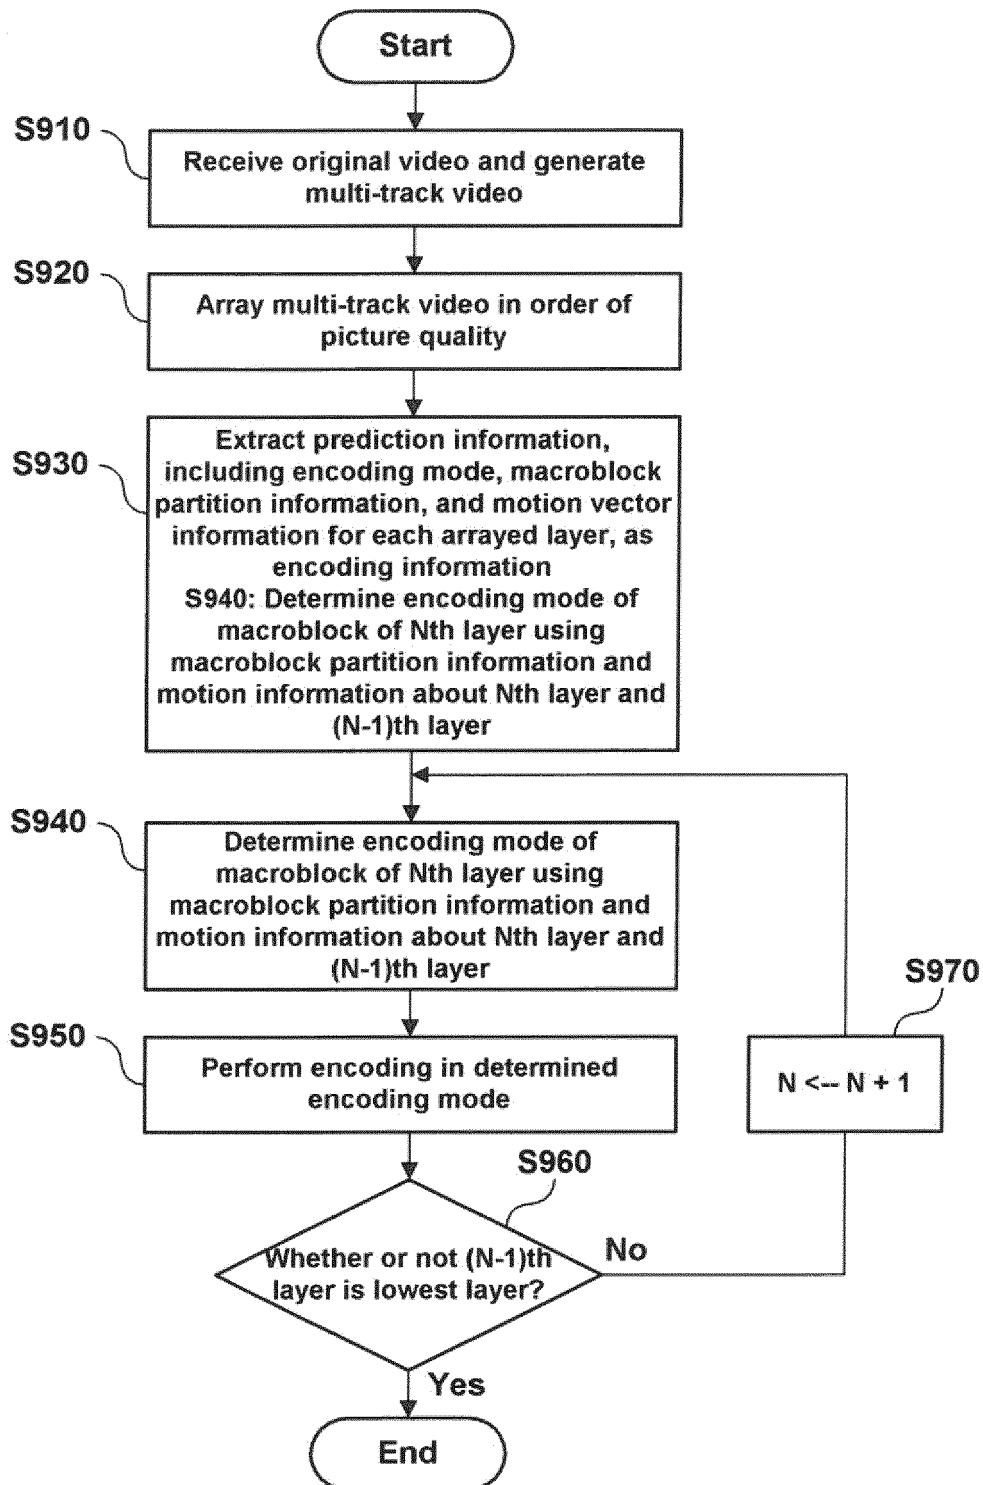 Start
S910
Receive original video and generate
multi-track video
S920
Array multi-track video in order of
picture quality
S930
Extract prediction information,
including encoding mode, macroblock
partition information, and motion vector
information for each arrayed layer, as
encoding information
S940: Determine encoding mode of
macroblock of Nth layer using
macroblock partition information and
motion information about Nth layer and
(N-1)th layer
S940
Determine encoding mode of
macroblock of Nth layer using
macroblock partition information and
motion information about Nth layer and
(N-1)th layer
S970
N <-- N + 1
S950
Perform encoding in determined
encoding mode
S960
Whether or not (N-1)th
layer is lowest layer?
No
Yes
End